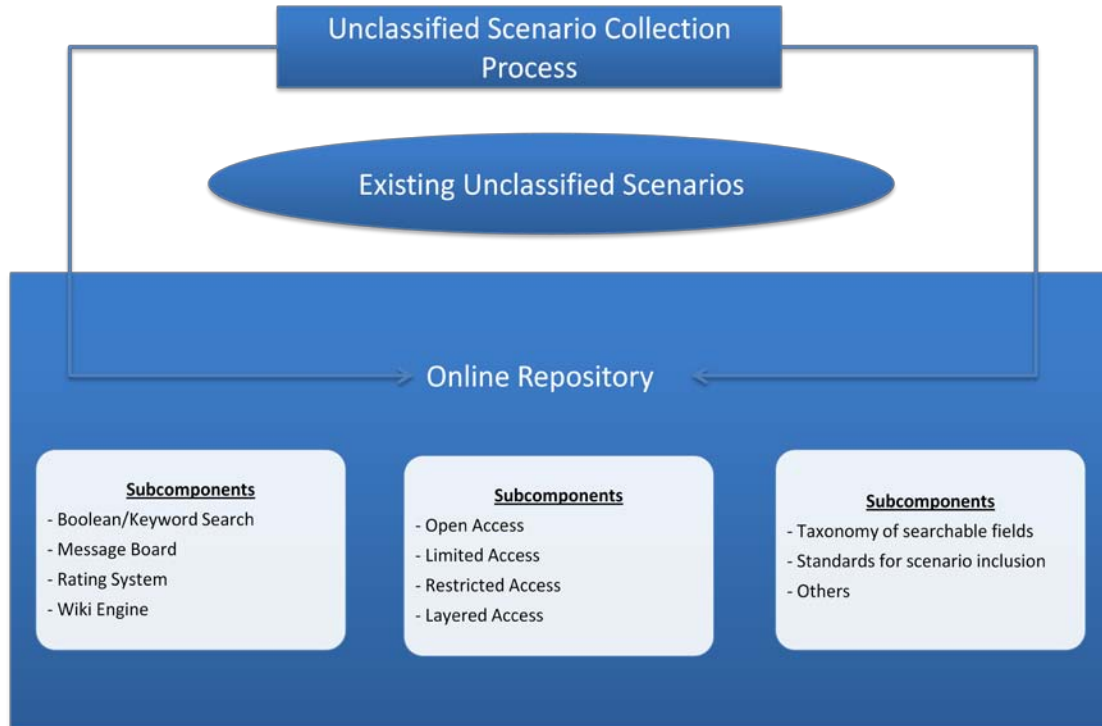 Unclassified Scenario Collection
Process
Existing Unclassified Scenarios
Online Repository
Subcomponents
- Boolean/Keyword Search
- Message Board
- Rating System
- Wiki Engine
Subcomponents
- Open Access
- Limited Access
- Restricted Access
- Layered Access
Subcomponents
- Taxonomy of searchable fields
- Standards for scenario inclusion
- Others